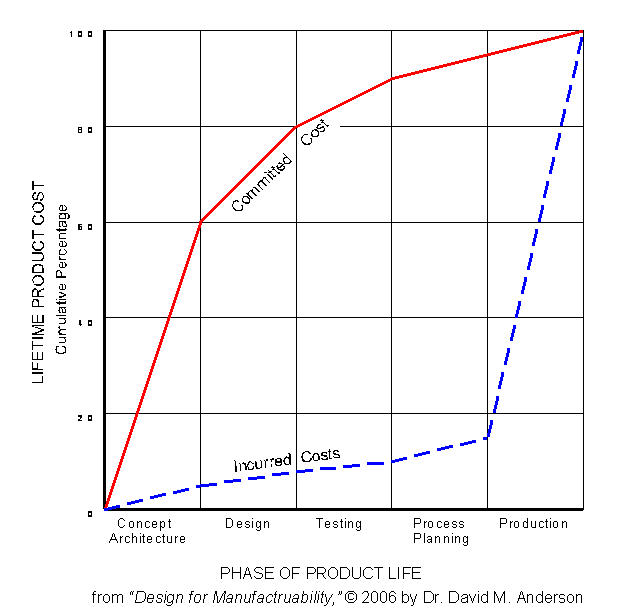 100
80
60
40
20
0
LIFETIME PRODUCT COST
Cumulative Percentage
Committed Cost
Incurred Costs
Concept
Architecture
Design
Testing
Process
Planning
Production
PHASE OF PRODUCT LIFE
from “Design for Manufactruability,” © 2006 by Dr. David M. Anderson